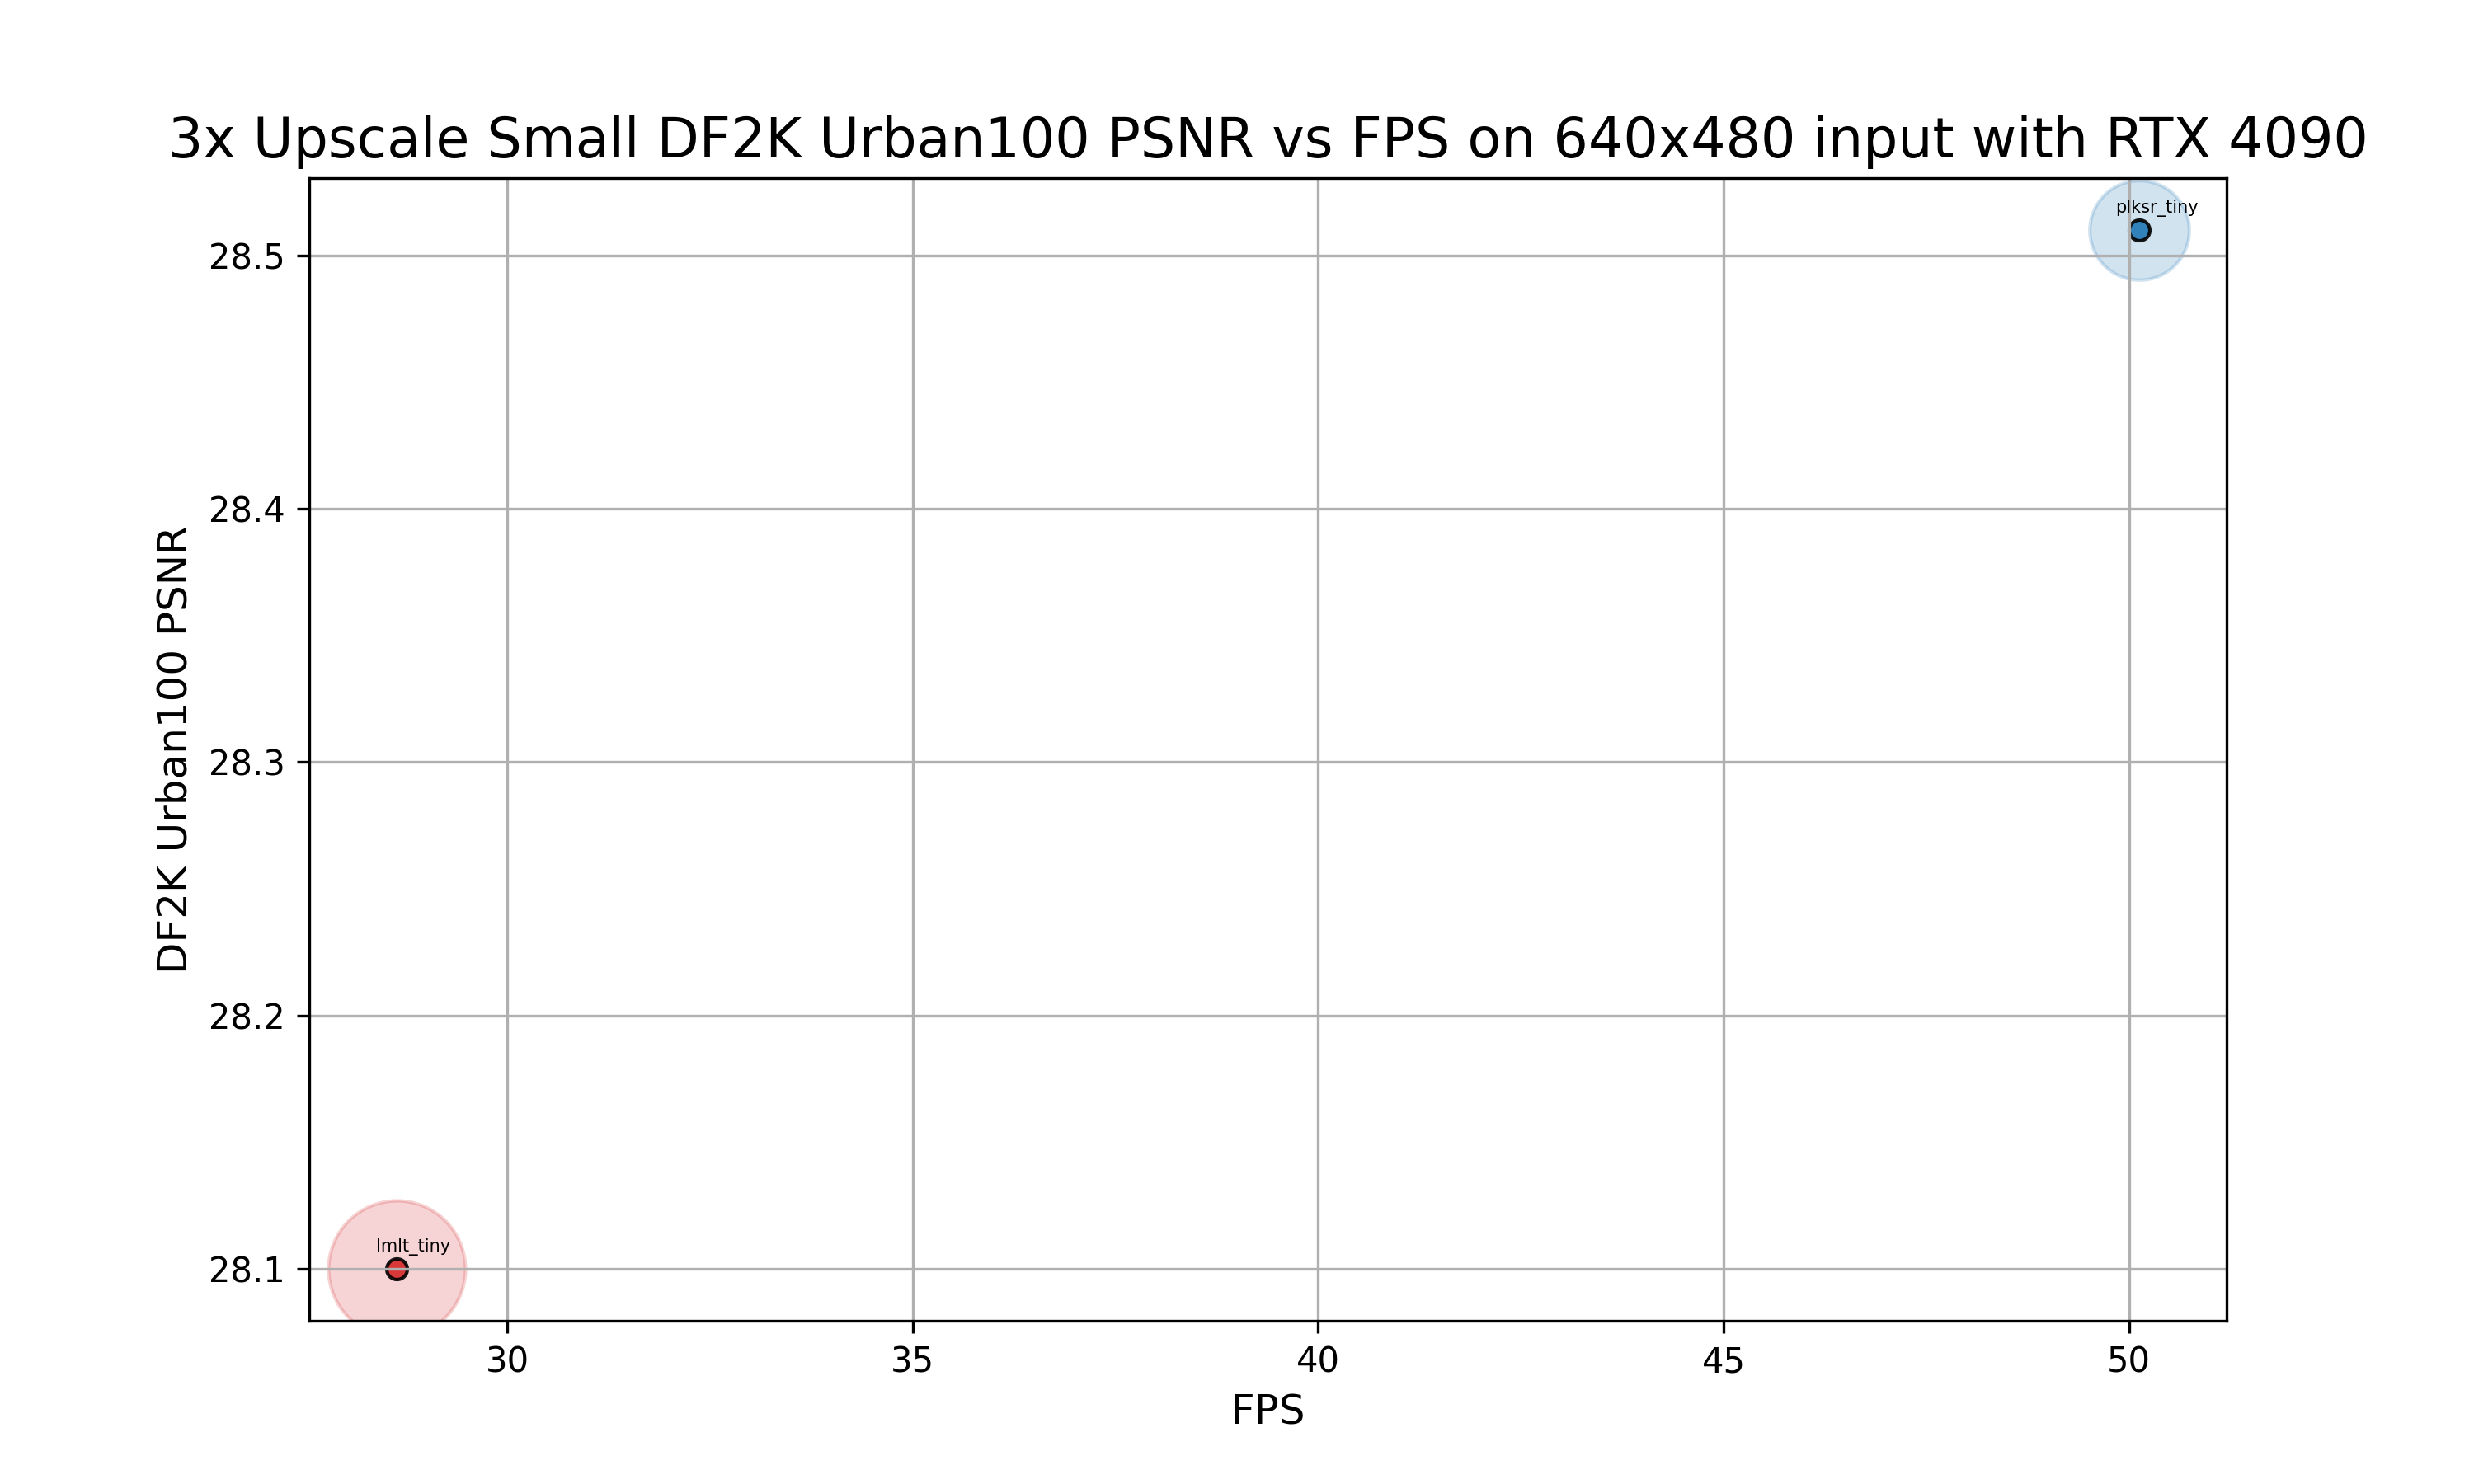 3x Upscale Small DF2K Urban100 PSNR vs FPS on 640x480 input with RTX 4090
plksr_tiny
28.5
28.4
28.3
28.2
28.1
DF2K Urban100 PSNR
lmlt_tiny
30
35
40
45
50
FPS